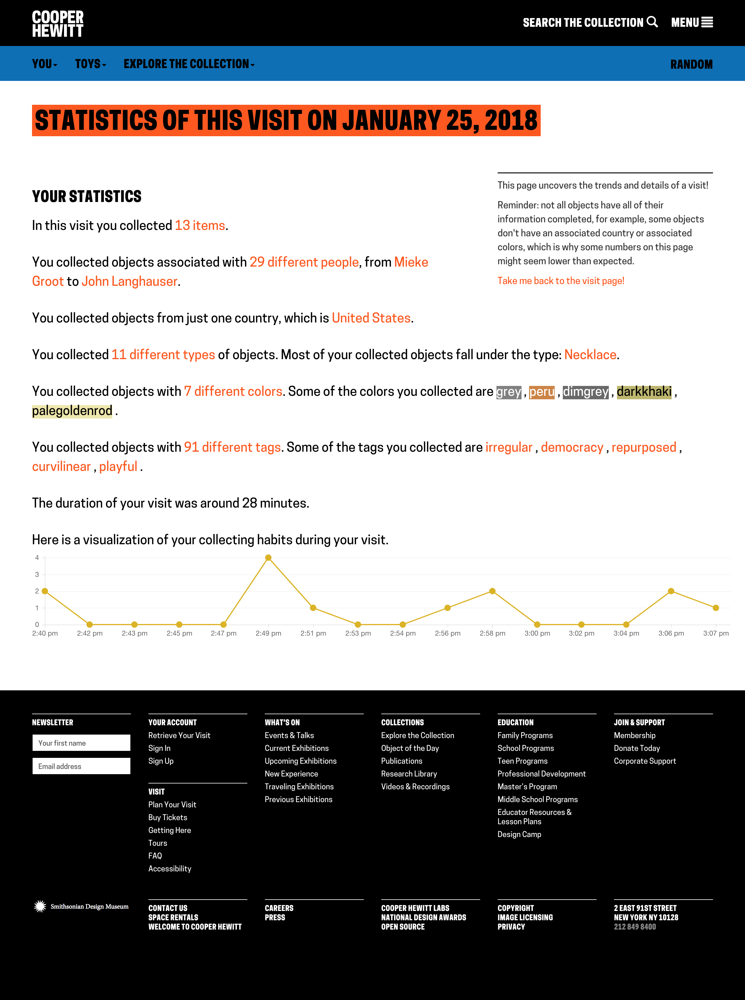 COOPER
HEWITT
SEARCH THE COLLECTION
MENU
YOU
TOYS
EXPLORE THE COLLECTION
RANDOM
STATISTICS OF THIS VISIT ON JANUARY 25, 2018
YOUR STATISTICS
In this visit you collected 13 items.
You collected objects associated with 29 different people, from Mieke
Groot to John Langhauser.
This page uncovers the trends and details of a visit!
Reminder: not all objects have all of their
information completed, for example, some objects
don't have an associated country or associated
colors, which is why some numbers on this page
might seem lower than expected.
Take me back to the visit page!
You collected objects from just one country, which is United States.
You collected 11 different types of objects. Most of your collected objects fall under the type: Necklace.
You collected objects with 7 different colors. Some of the colors you collected are grey , peru , dimgrey , darkkhaki ,
palegoldenrod .
You collected objects with 91 different tags. Some of the tags you collected are irregular , democracy , repurposed ,
curvilinear , playful .
The duration of your visit was around 28 minutes.
Here is a visualization of your collecting habits during your visit.
4
3
2
1
0
2:40 pm 2:42 pm 2:43 pm 2:45 pm 2:47 pm 2:49 pm 2:51 pm 2:53 pm 2:54 pm 2:56 pm 2:58 pm 3:00 pm 3:02 pm 3:04 pm 3:06 pm 3:07 pm
NEWSLETTER
Your first name
Email address
YOUR ACCOUNT
Retrieve Your Visit
Sign In
Sign Up
VISIT
Plan Your Visit
Buy Tickets
Getting Here
Tours
FAQ
Accessibility
WHAT'S ON
Events & Talks
Current Exhibitions
Upcoming Exhibitions
New Experience
Traveling Exhibitions
Previous Exhibitions
COLLECTIONS
Explore the Collection
Object of the Day
Publications
Research Library
Videos & Recordings
EDUCATION
Family Programs
School Programs
Teen Programs
Professional Development
Master's Program
Middle School Programs
Educator Resources &
Lesson Plans
Design Camp
JOIN & SUPPORT
Membership
Donate Today
Corporate Support
Smithsonian Design Museum
CONTACT US
SPACE RENTALS
WELCOME TO COOPER HEWITT
CAREERS
PRESS
COOPER HEWITT LABS
NATIONAL DESIGN AWARDS
OPEN SOURCE
COPYRIGHT
IMAGE LICENSING
PRIVACY
2 EAST 91ST STREET
NEW YORK NY 10128
212 849 8400